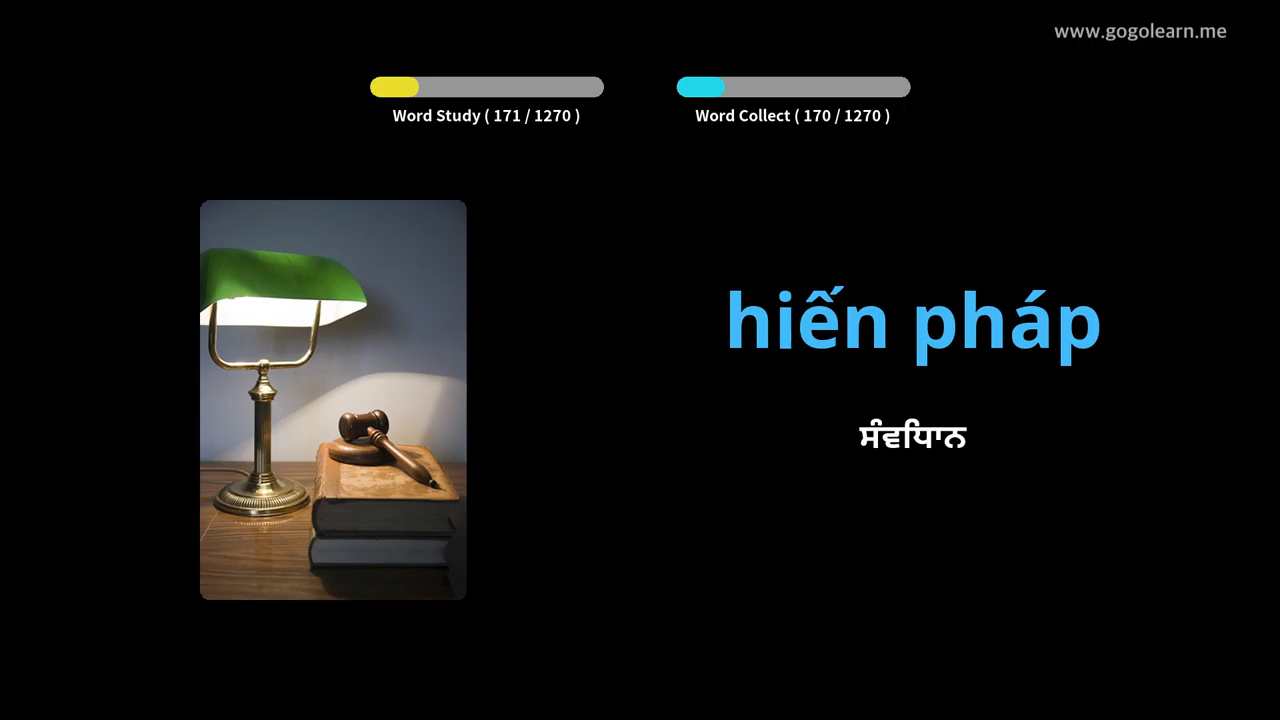 www.gogolearn.me
Word Study ( 171 / 1270 )
Word Collect ( 170 / 1270 )
hiến pháp
ਸੰਵਿਧਾਨ